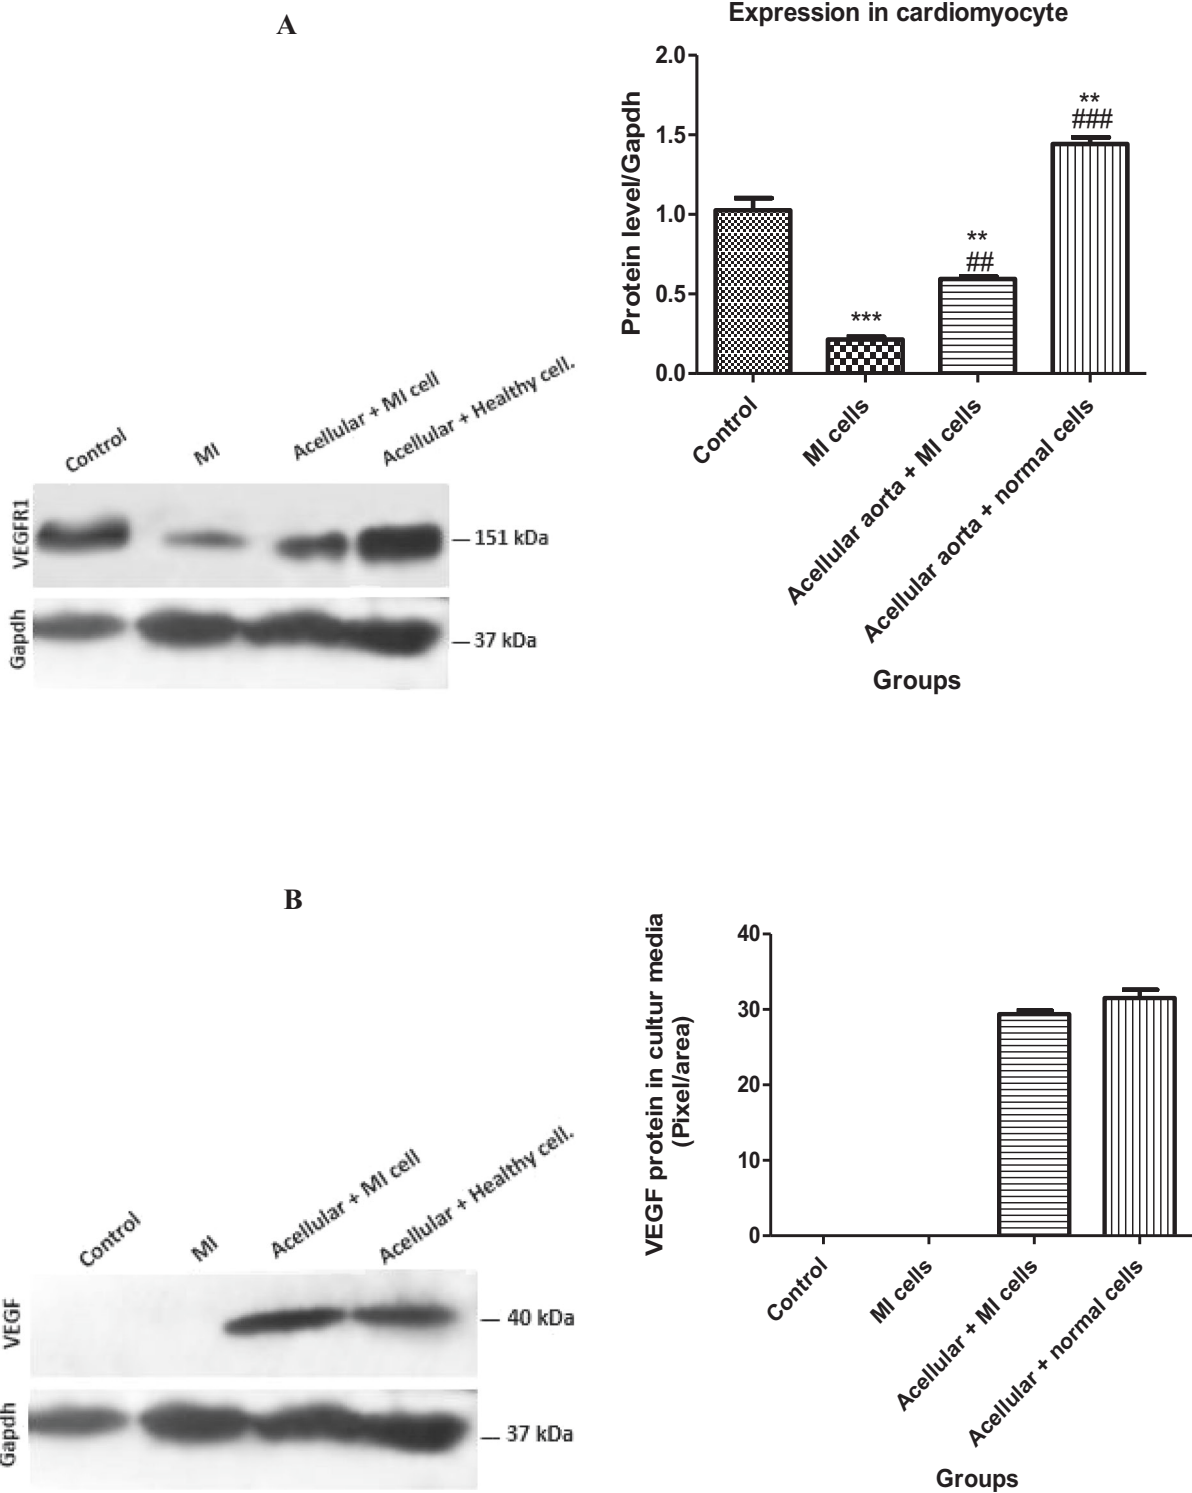 A
Expression in cardiomyocyte
Protein level/Gapdh
2.0
1.5
1.0
0.5
0.0
***
**
##
**
###
Control
MI cells
Acellular aorta + MI cells
Acellular aorta + normal cells
Groups
Control
MI
Acellular + MI cell
Acellular + Healthy cell.
VEGFR1
151 kDa
Gapdh
37 kDa
B
VEGF protein in cultur media
(Pixel/area)
40
30
20
10
0
Control
MI cells
Acellular + MI cells
Acellular + normal cells
Groups
Control
MI
Acellular + MI cell
Acellular + Healthy cell.
VEGF
40 kDa
Gapdh
37 kDa